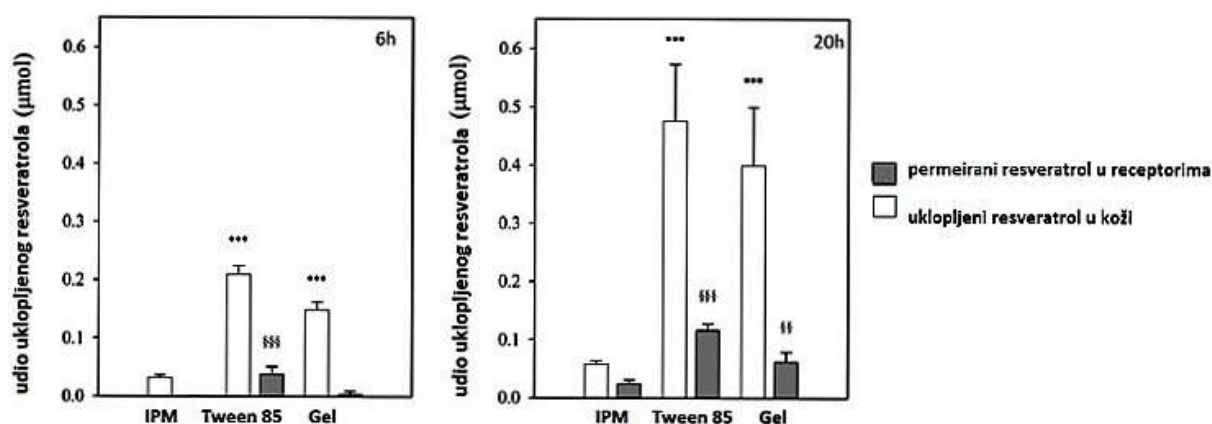 udio uklopljenog resveratrola (µmol)
0.6
0.5
0.4
0.3
0.2
0.1
0.0
6h
***
***
§§§
IPM Tween 85 Gel
udio uklopljenog resveratrola (µmol)
0.6
0.5
0.4
0.3
0.2
0.1
0.0
20h
***
***
§§§
§§
IPM Tween 85 Gel
permeirani resveratrol u receptorima
uklopljeni resveratrol u koži